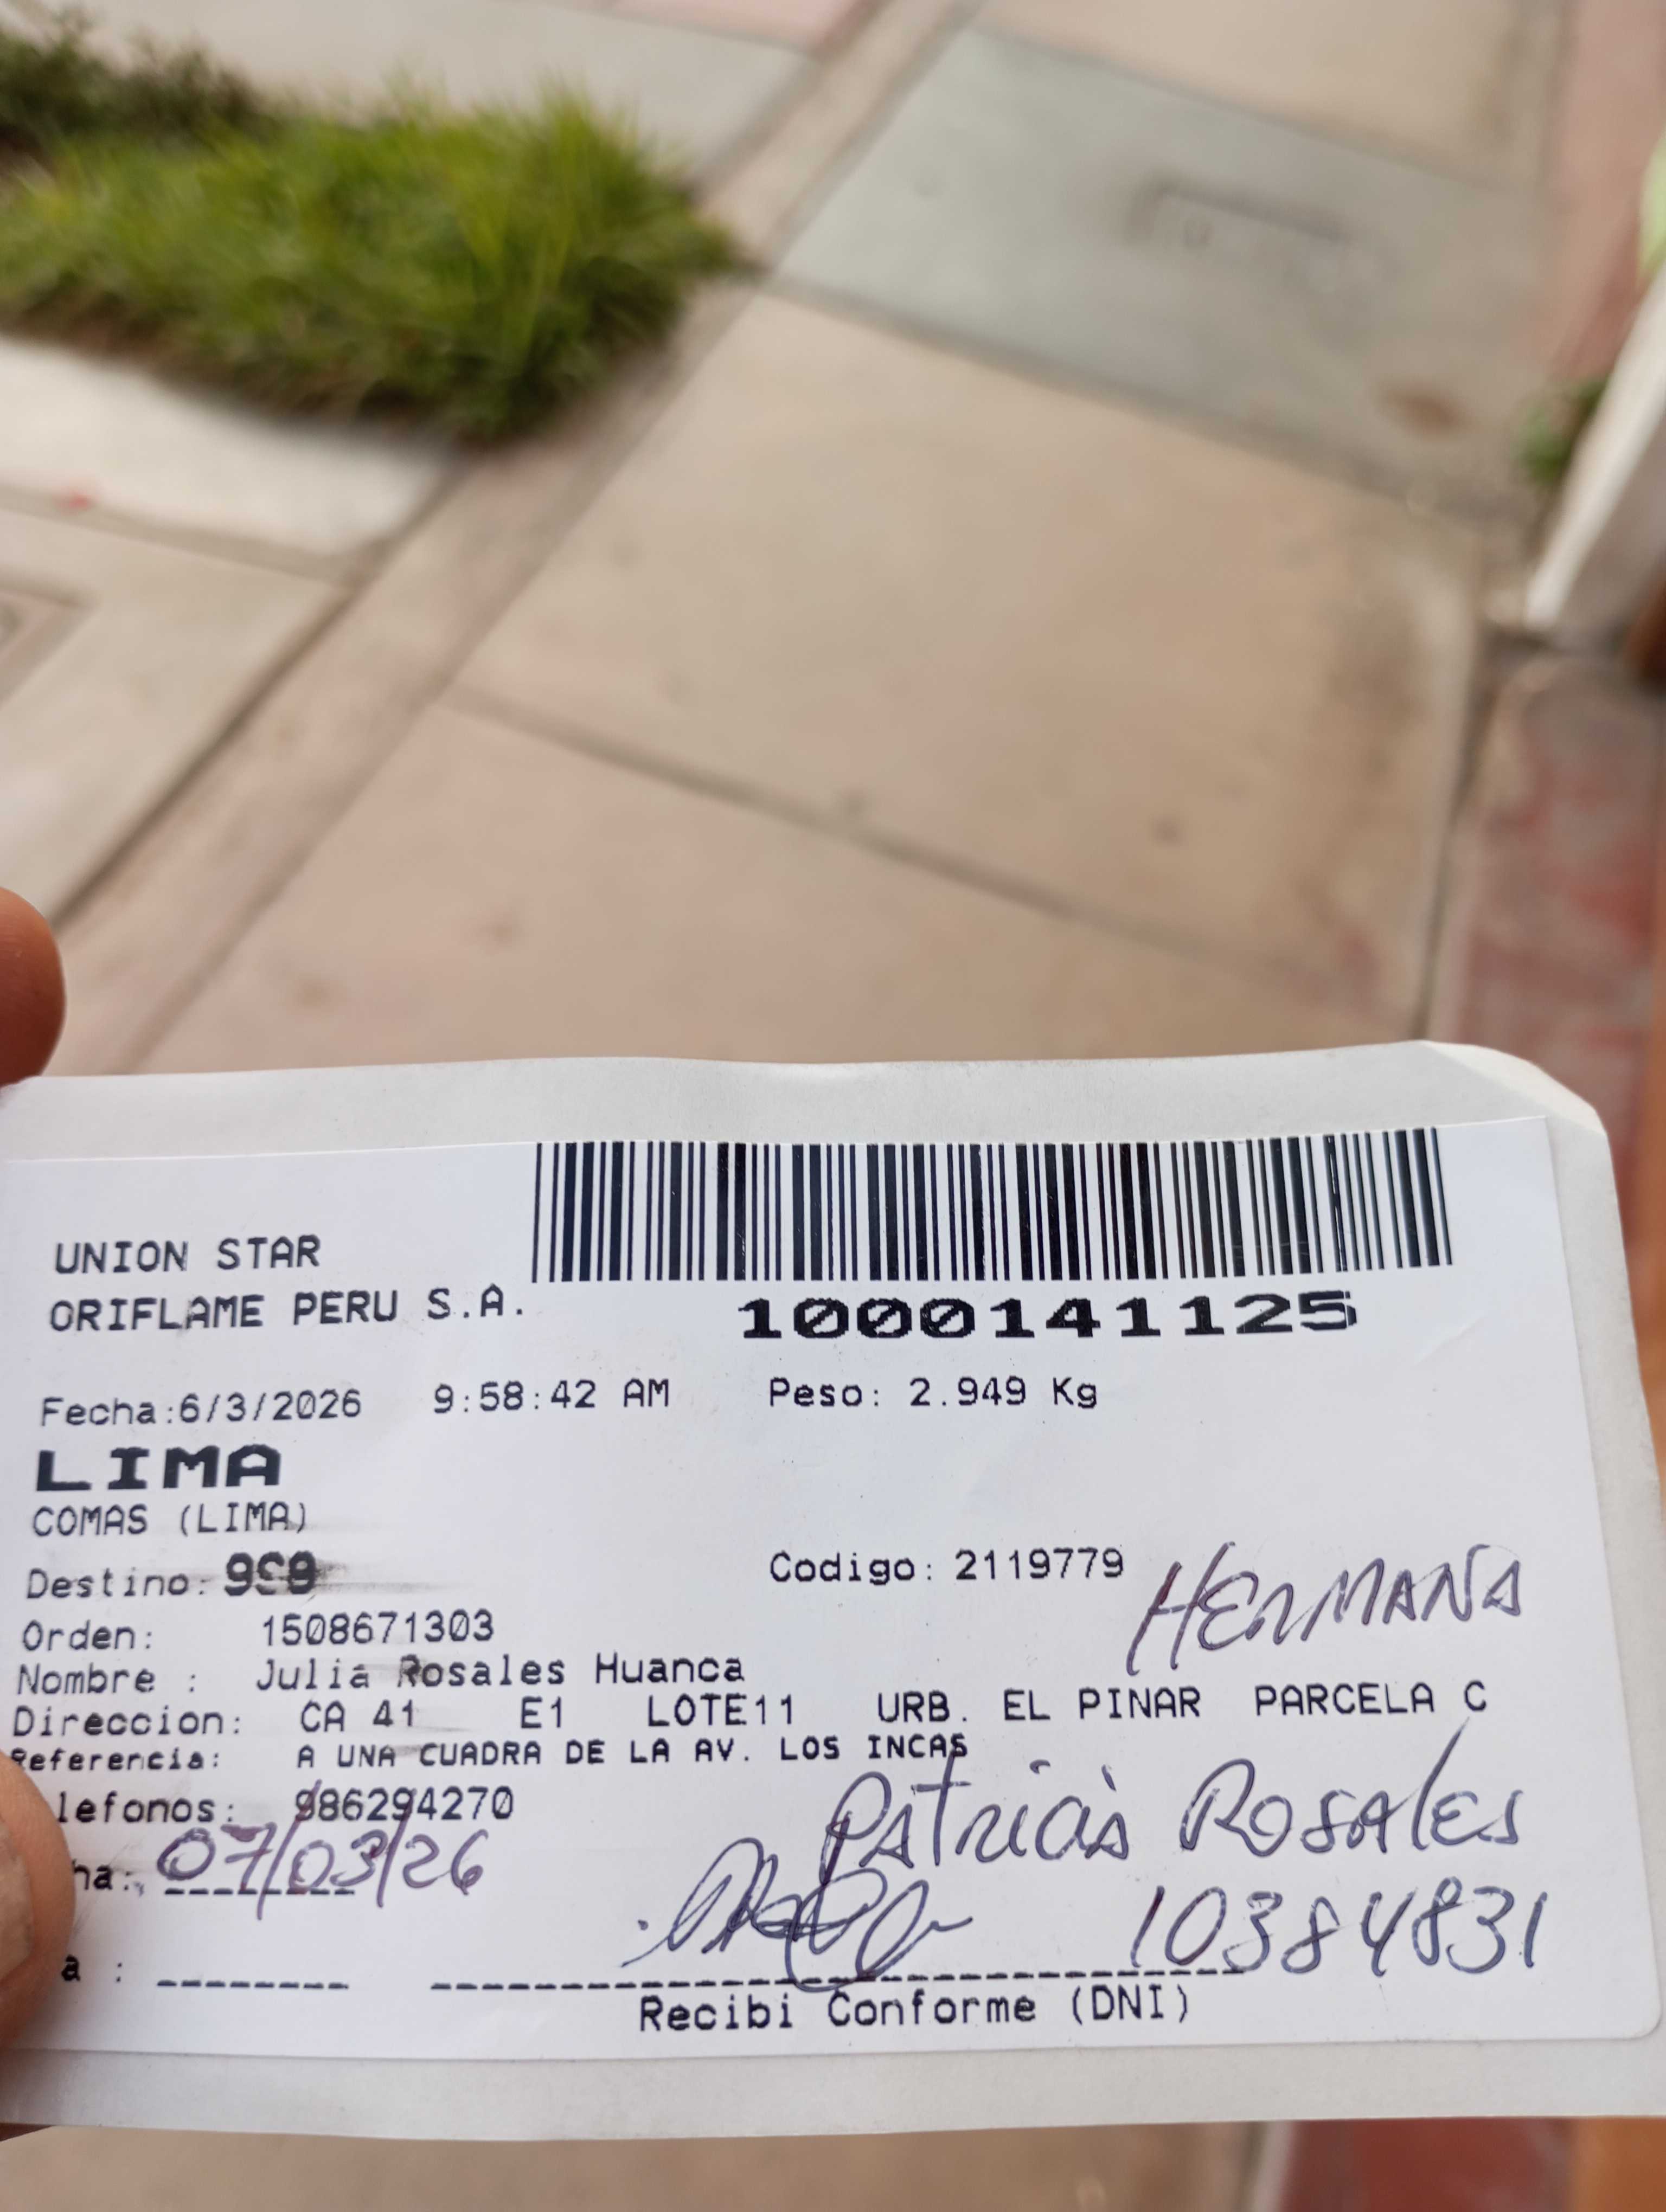 UNION STAR
ORIFLAME PERU S.A.
1000141125
Fecha:6/3/2026 9:58:42 AM Peso: 2.949 Kg
LIMA
COMAS (LIMA)
Destino: 999 Codigo: 2119779
HERMANA
Orden: 1508671303
Nombre : Julia Rosales Huanca
Direccion: CA 41 E1 LOTE11 URB. EL PINAR PARCELA C
Referencia: A UNA CUADRA DE LA AV. LOS INCAS
lefonos: 986294270
Patricia Rosales
ha: 07/03/26
10384831
a :
Recibi Conforme (DNI)